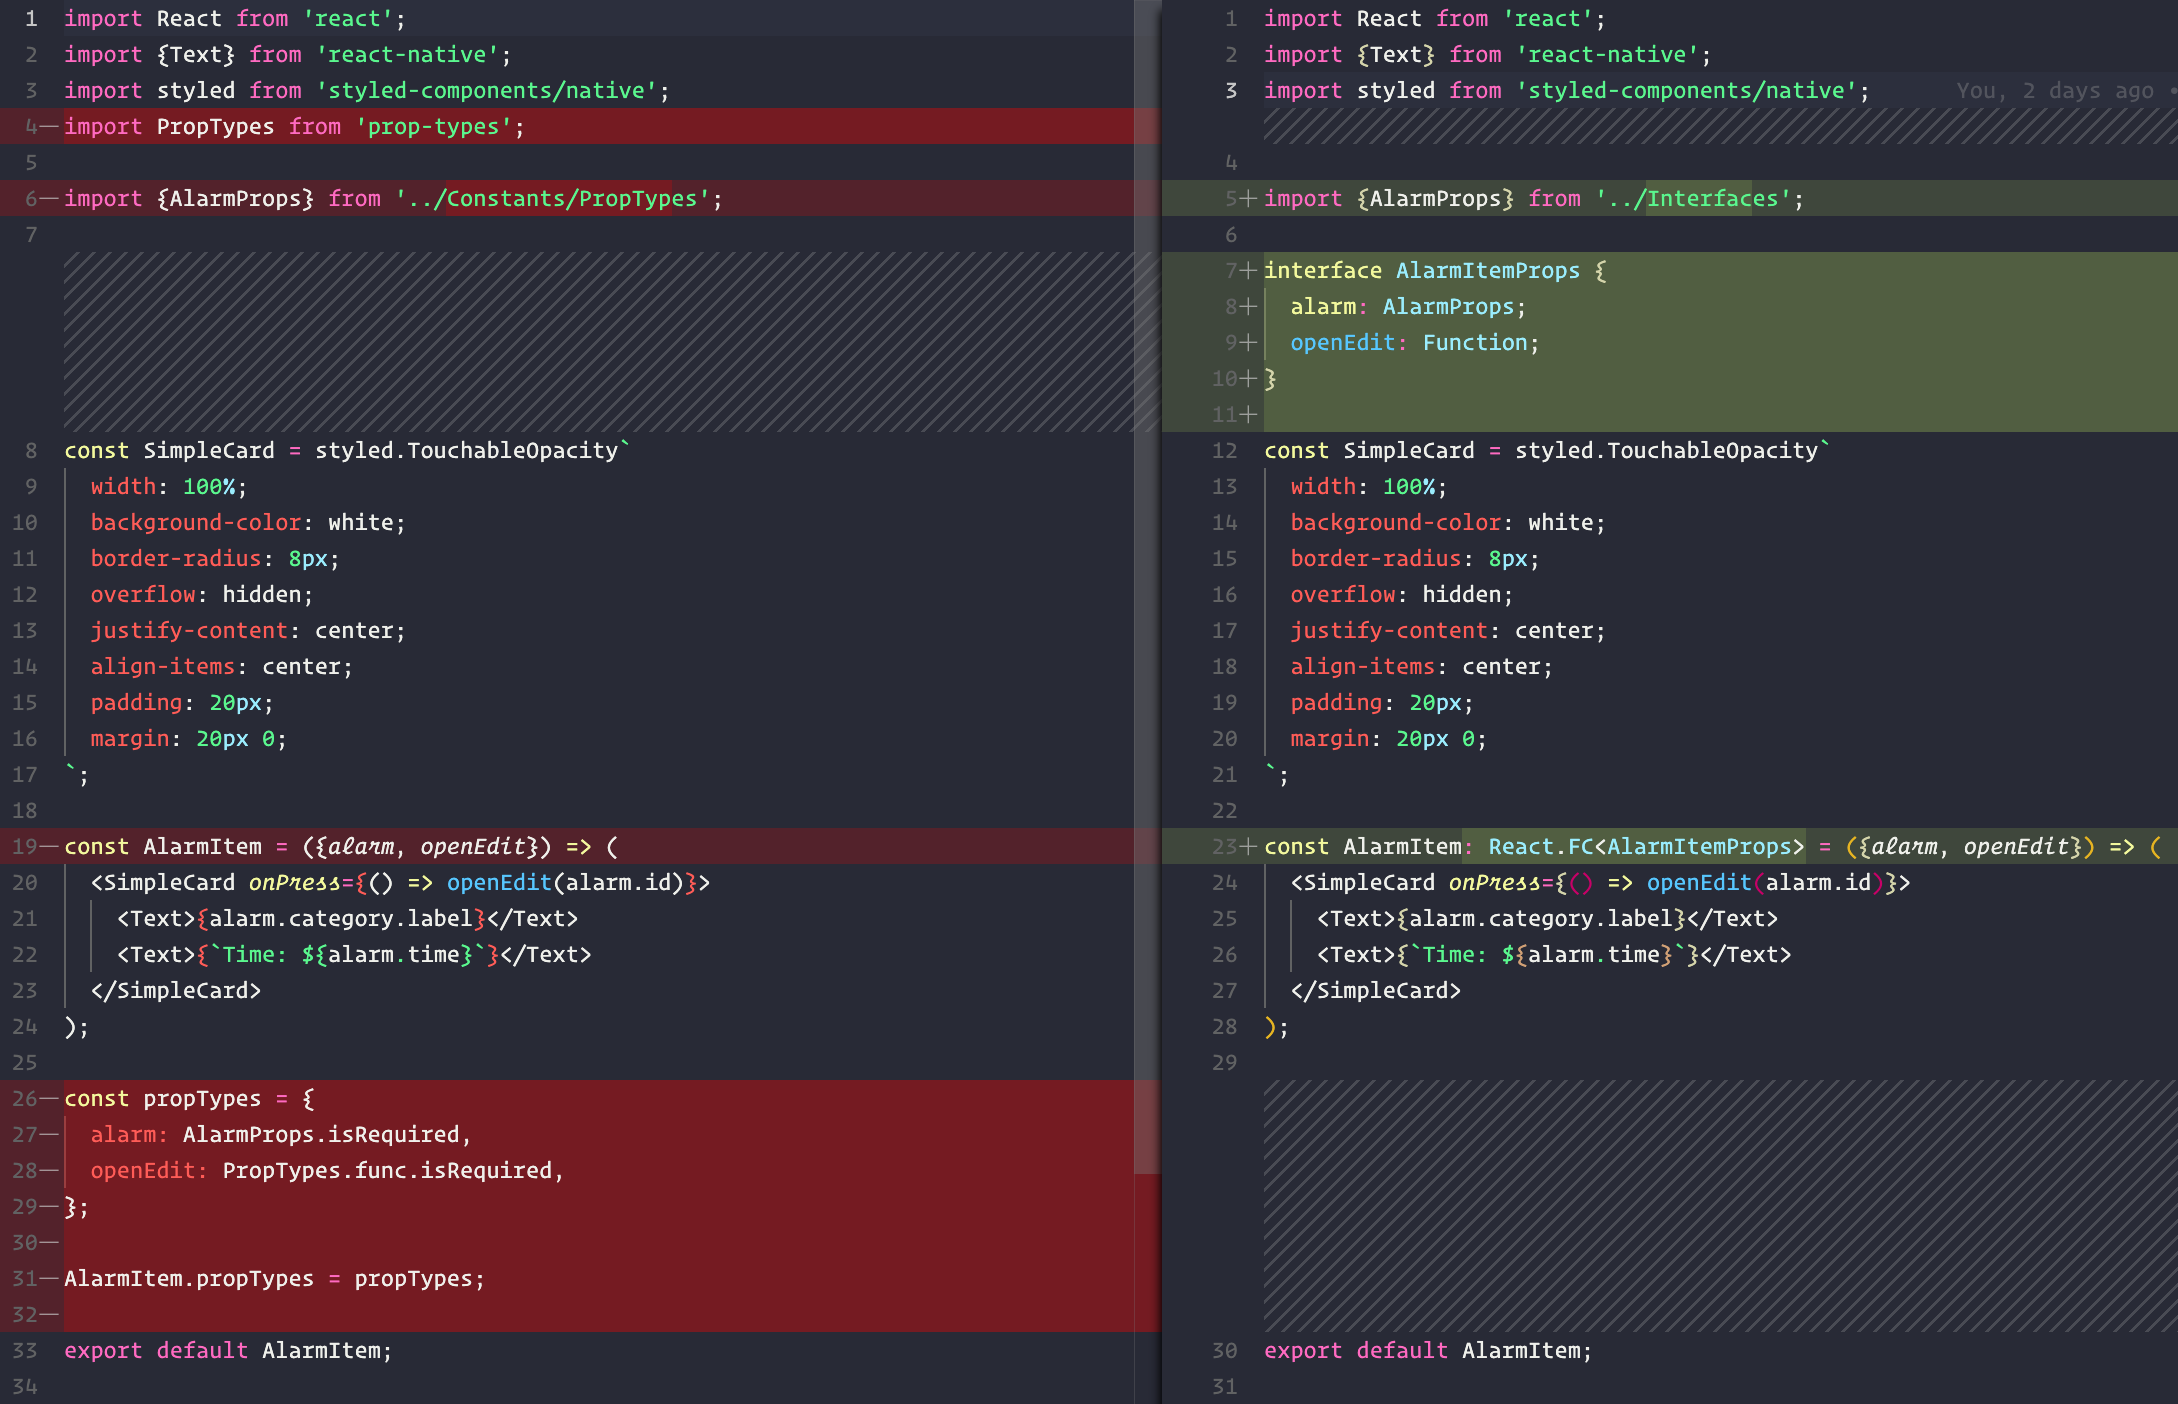 1 import React from 'react';
2 import {Text} from 'react-native';
3 import styled from 'styled-components/native';
4— import PropTypes from 'prop-types';
5
6— import {AlarmProps} from '../Constants/PropTypes';
7
8 const SimpleCard = styled.TouchableOpacity`
9   width: 100%;
10   background-color: white;
11   border-radius: 8px;
12   overflow: hidden;
13   justify-content: center;
14   align-items: center;
15   padding: 20px;
16   margin: 20px 0;
17 `;
18
19— const AlarmItem = ({alarm, openEdit}) => (
20   <SimpleCard onPress={() => openEdit(alarm.id)}>
21     <Text>{alarm.category.label}</Text>
22     <Text>{`Time: ${alarm.time}`}</Text>
23   </SimpleCard>
24 );
25
26— const propTypes = {
27—   alarm: AlarmProps.isRequired,
28—   openEdit: PropTypes.func.isRequired,
29— };
30—
31— AlarmItem.propTypes = propTypes;
32—
33 export default AlarmItem;
34
1 import React from 'react';
2 import {Text} from 'react-native';
3 import styled from 'styled-components/native'; You, 2 days ago •
4
5+ import {AlarmProps} from '../Interfaces';
6
7+ interface AlarmItemProps {
8+   alarm: AlarmProps;
9+   openEdit: Function;
10+ }
11+
12 const SimpleCard = styled.TouchableOpacity`
13   width: 100%;
14   background-color: white;
15   border-radius: 8px;
16   overflow: hidden;
17   justify-content: center;
18   align-items: center;
19   padding: 20px;
20   margin: 20px 0;
21 `;
22
23+ const AlarmItem: React.FC<AlarmItemProps> = ({alarm, openEdit}) => (
24   <SimpleCard onPress={() => openEdit(alarm.id)}>
25     <Text>{alarm.category.label}</Text>
26     <Text>{`Time: ${alarm.time}`}</Text>
27   </SimpleCard>
28 );
29
30 export default AlarmItem;
31